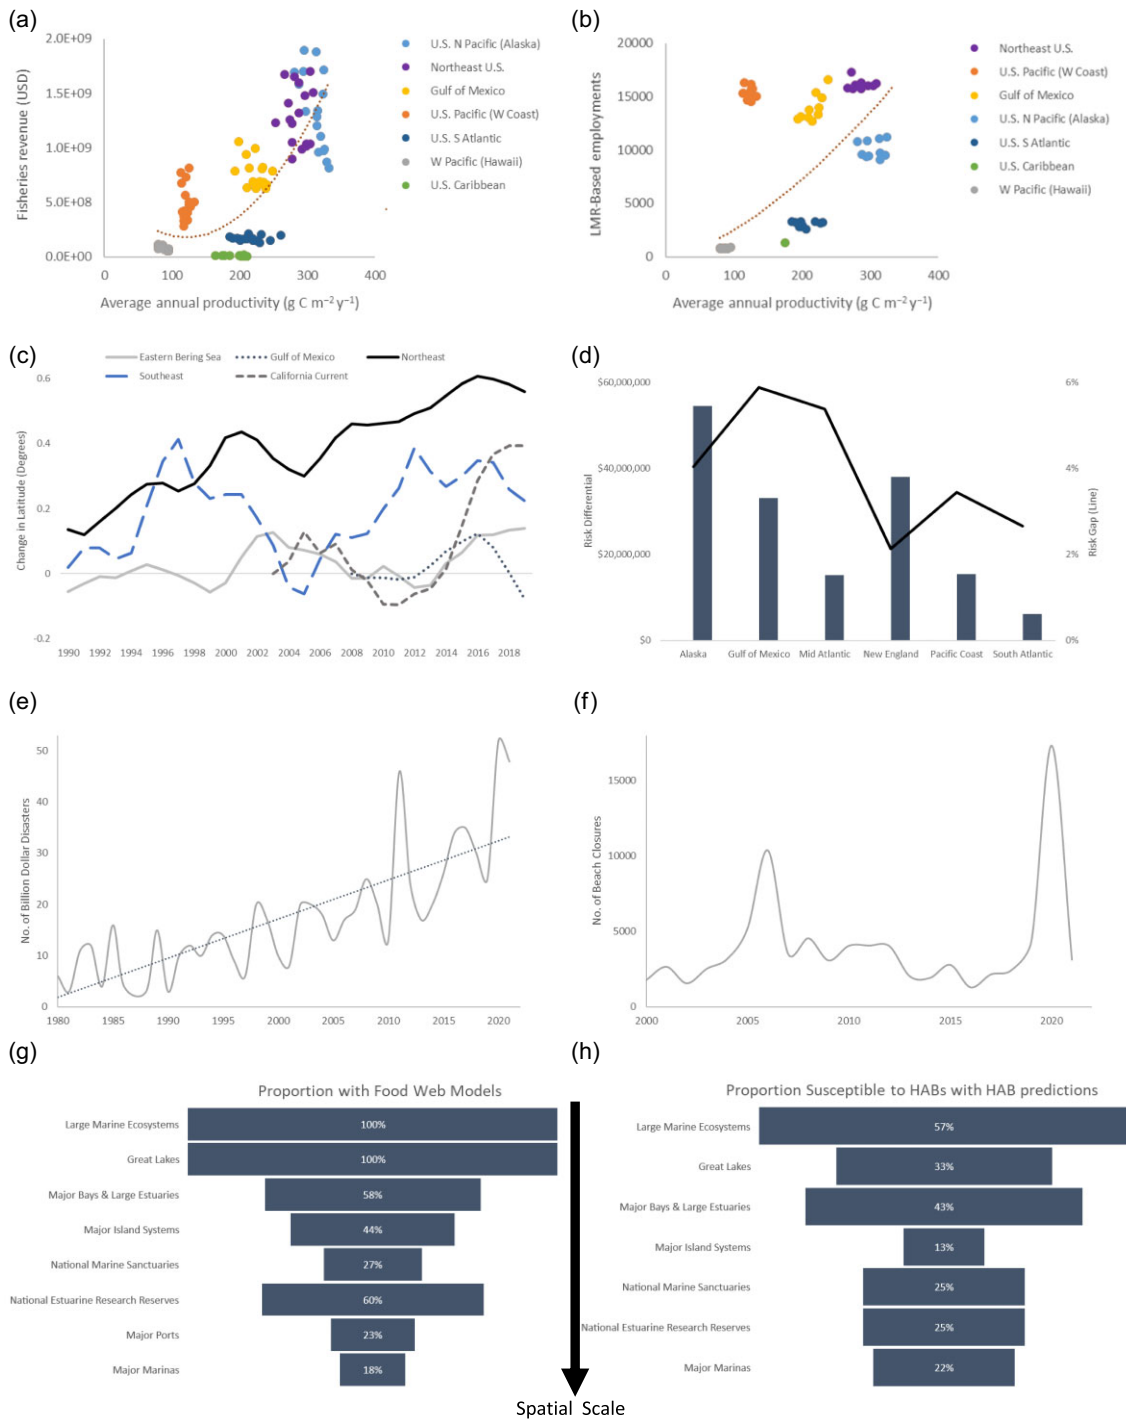 (a)
Fisheries revenue (USD)
2.0E+09
1.5E+09
1.0E+09
5.0E+08
0.0E+00
0 100 200 300 400
Average annual productivity (g C m⁻² y⁻¹)
U.S. N Pacific (Alaska)
Northeast U.S.
Gulf of Mexico
U.S. Pacific (W Coast)
U.S. S Atlantic
W Pacific (Hawaii)
U.S. Caribbean
(b)
LMR-Based employments
20000
15000
10000
5000
0
0 100 200 300 400
Average annual productivity (g C m⁻² y⁻¹)
Northeast U.S.
U.S. Pacific (W Coast)
Gulf of Mexico
U.S. N Pacific (Alaska)
U.S. S Atlantic
U.S. Caribbean
W Pacific (Hawaii)
(c)
Eastern Bering Sea Gulf of Mexico Northeast
Southeast California Current
Change in Latitude (Degrees)
0.6
0.4
0.2
0
-0.2
1990 1992 1994 1996 1998 2000 2002 2004 2006 2008 2010 2012 2014 2016 2018
(d)
Risk Differential
$60,000,000
$40,000,000
$20,000,000
$0
6%
4%
2%
0%
Risk Gap (Line)
Alaska Gulf of Mexico Mid Atlantic New England Pacific Coast South Atlantic
(e)
No. of Billion Dollar Disasters
50
40
30
20
10
0
1980 1985 1990 1995 2000 2005 2010 2015 2020
(f)
No. of Beach Closures
15000
10000
5000
0
2000 2005 2010 2015 2020
(g)
Proportion with Food Web Models
Large Marine Ecosystems 100%
Great Lakes 100%
Major Bays & Large Estuaries 58%
Major Island Systems 44%
National Marine Sanctuaries 27%
National Estuarine Research Reserves 60%
Major Ports 23%
Major Marinas 18%
(h)
Proportion Susceptible to HABs with HAB predictions
Large Marine Ecosystems 57%
Great Lakes 33%
Major Bays & Large Estuaries 43%
Major Island Systems 13%
National Marine Sanctuaries 25%
National Estuarine Research Reserves 25%
Major Marinas 22%
Spatial Scale